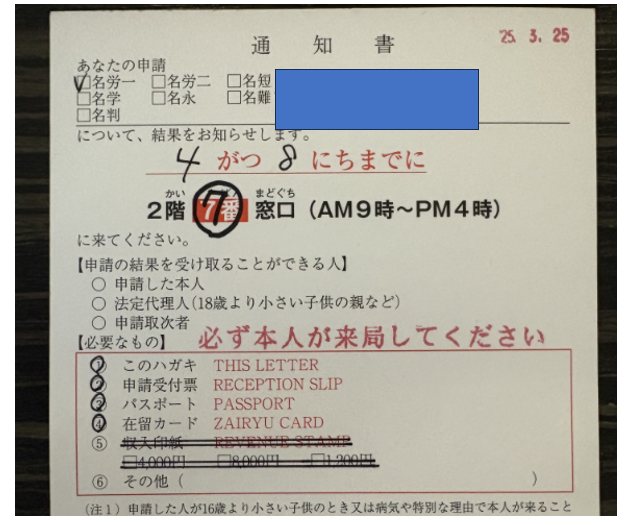 通知書
25. 3. 25
あなたの申請
☑名労一 □名労二 □名短
□名学 □名永 □名難
□名判
について、結果をお知らせします。
4 がつ 8 にちまでに
かい ばん まどぐち
2階 7番 窓口（AM9時〜PM4時）
に来てください。
【申請の結果を受け取ることができる人】
○ 申請した本人
○ 法定代理人(18歳より小さい子供の親など)
○ 申請取次者
【必要なもの】 必ず本人が来局してください
① このハガキ THIS LETTER
② 申請受付票 RECEPTION SLIP
③ パスポート PASSPORT
④ 在留カード ZAIRYU CARD
⑤ 収入印紙 REVENUE STAMP
□4,000円 □8,000円 □1,200円
⑥ その他（ ）
(注1) 申請した人が16歳より小さい子供のとき又は病気や特別な理由で本人が来ること